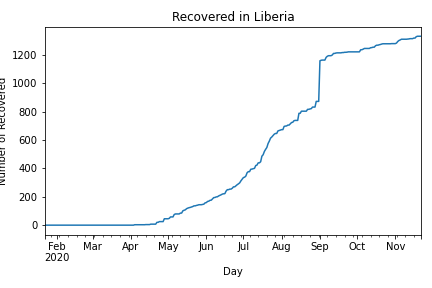 Recovered in Liberia
Number of Recovered
1200
1000
800
600
400
200
0
Feb Mar Apr May Jun Jul Aug Sep Oct Nov
2020
Day